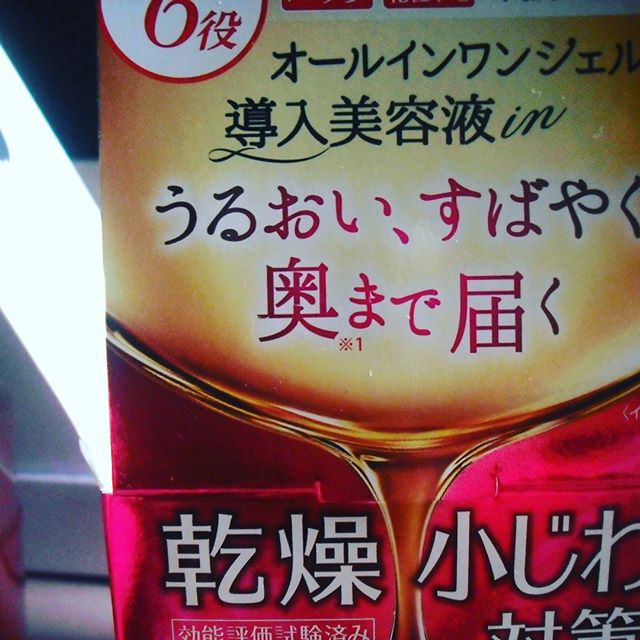 6役
オールインワンジェル
導入美容液in
うるおい、すばやく
奥まで届く
※1
乾燥小じわ
対策
効能評価試験済み